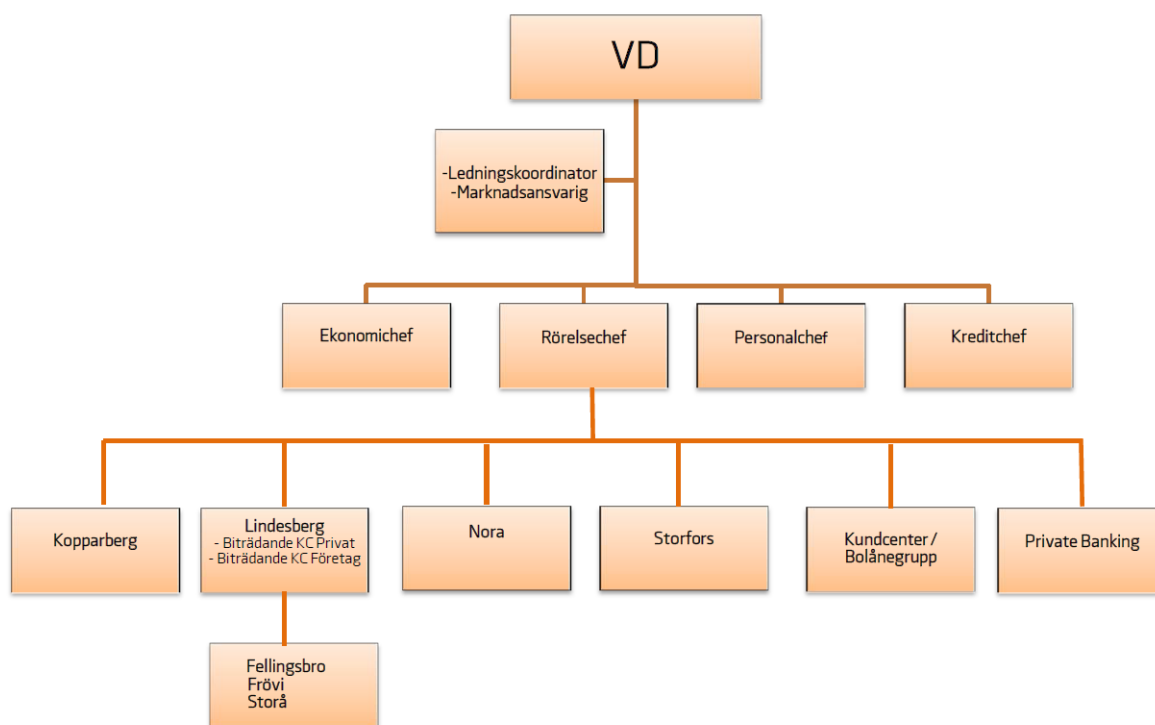 VD
-Ledningskoordinator
-Marknadsansvarig
Ekonomichef
Rörelsechef
Personalchef
Kreditchef
Kopparberg
Lindesberg
- Biträdande KC Privat
- Biträdande KC Företag
Nora
Storfors
Kundcenter/
Bolånegrupp
Private Banking
Fellingsbro
Frövi
Storå